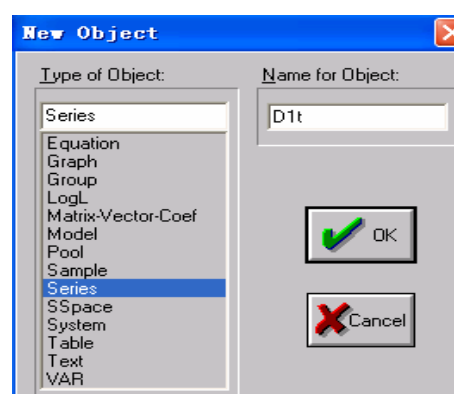 New Object
Type of Object:
Name for Object:
Series
D1t
Equation
Graph
Group
LogL
Matrix-Vector-Coef
Model
Pool
Sample
Series
SSpace
System
Table
Text
VAR
OK
Cancel